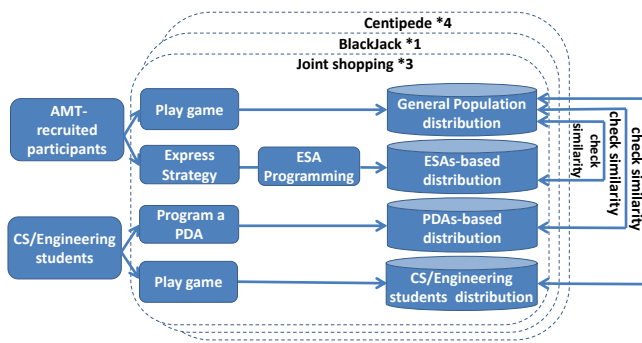 Centipede *4
BlackJack *1
Joint shopping *3
AMT-
recruited
participants
Play game
General Population
distribution
Express
Strategy
ESA
Programming
ESAs-based
distribution
CS/Engineering
students
Program a
PDA
PDAs-based
distribution
Play game
CS/Engineering
students distribution
check
similarity
check similarity
check similarity